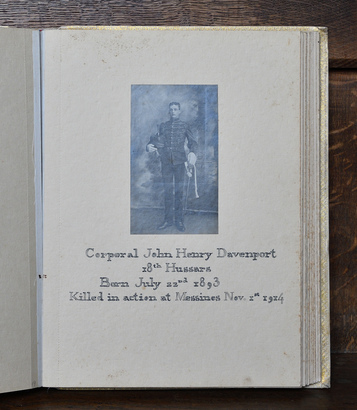 Corporal John Henry Davenport
18th Hussars
Born July 22nd 1893
Killed in action at Messines Nov. 1st 1914